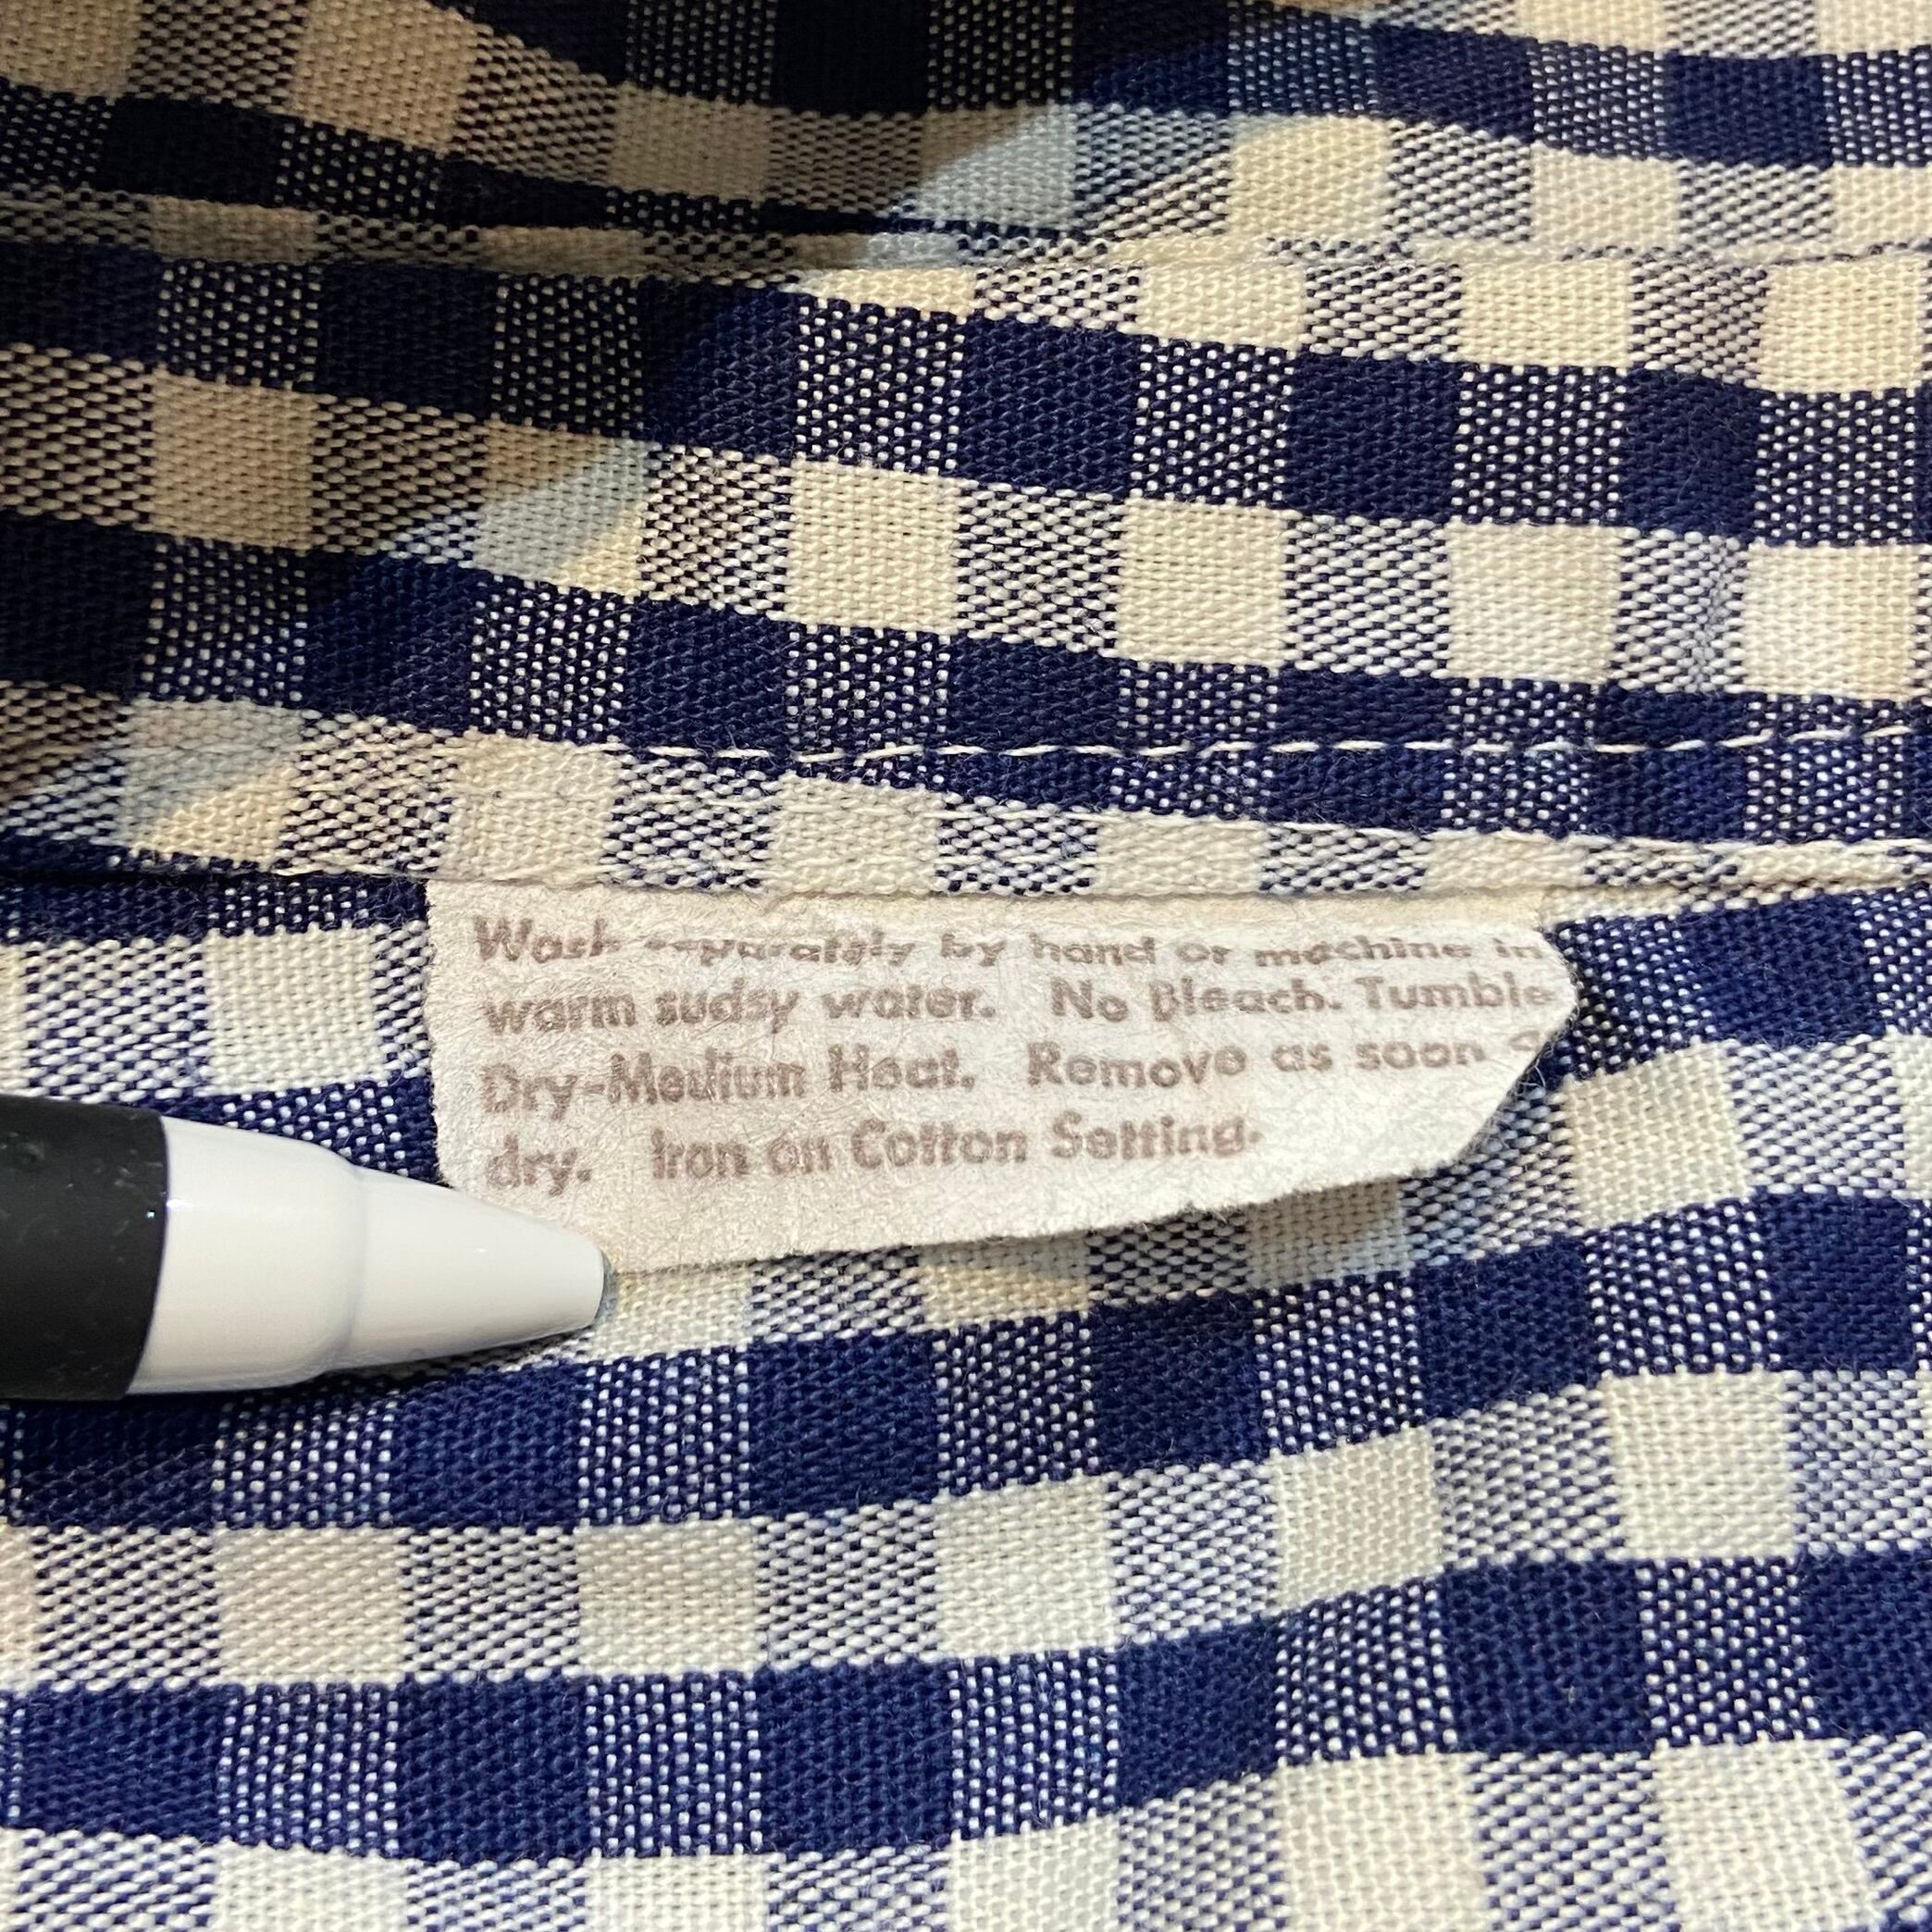 Wash separately by hand or machine in
warm sudsy water. No Bleach. Tumble
Dry-Medium Heat. Remove as soon
dry. Iron on Cotton Setting.